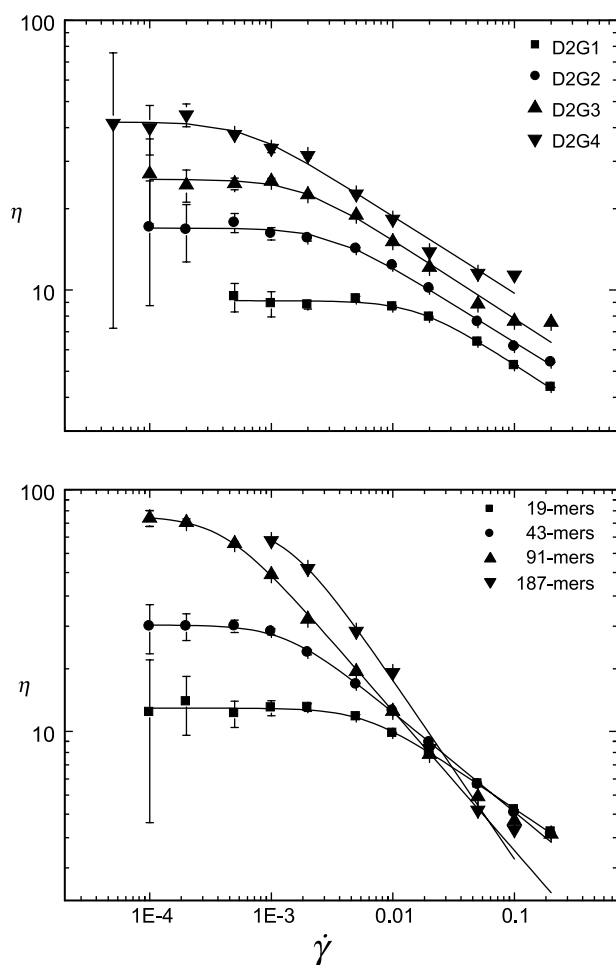 100
D2G1
D2G2
D2G3
D2G4
η
10
100
19-mers
43-mers
91-mers
187-mers
η
10
1E-4 1E-3 0.01 0.1
γ̇